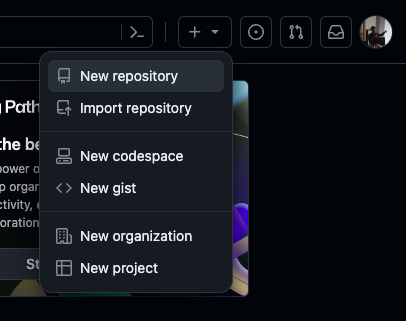 New repository
Import repository
New codespace
New gist
New organization
New project
g Path
the be
power o
p organ
ctivity, e
oration
St